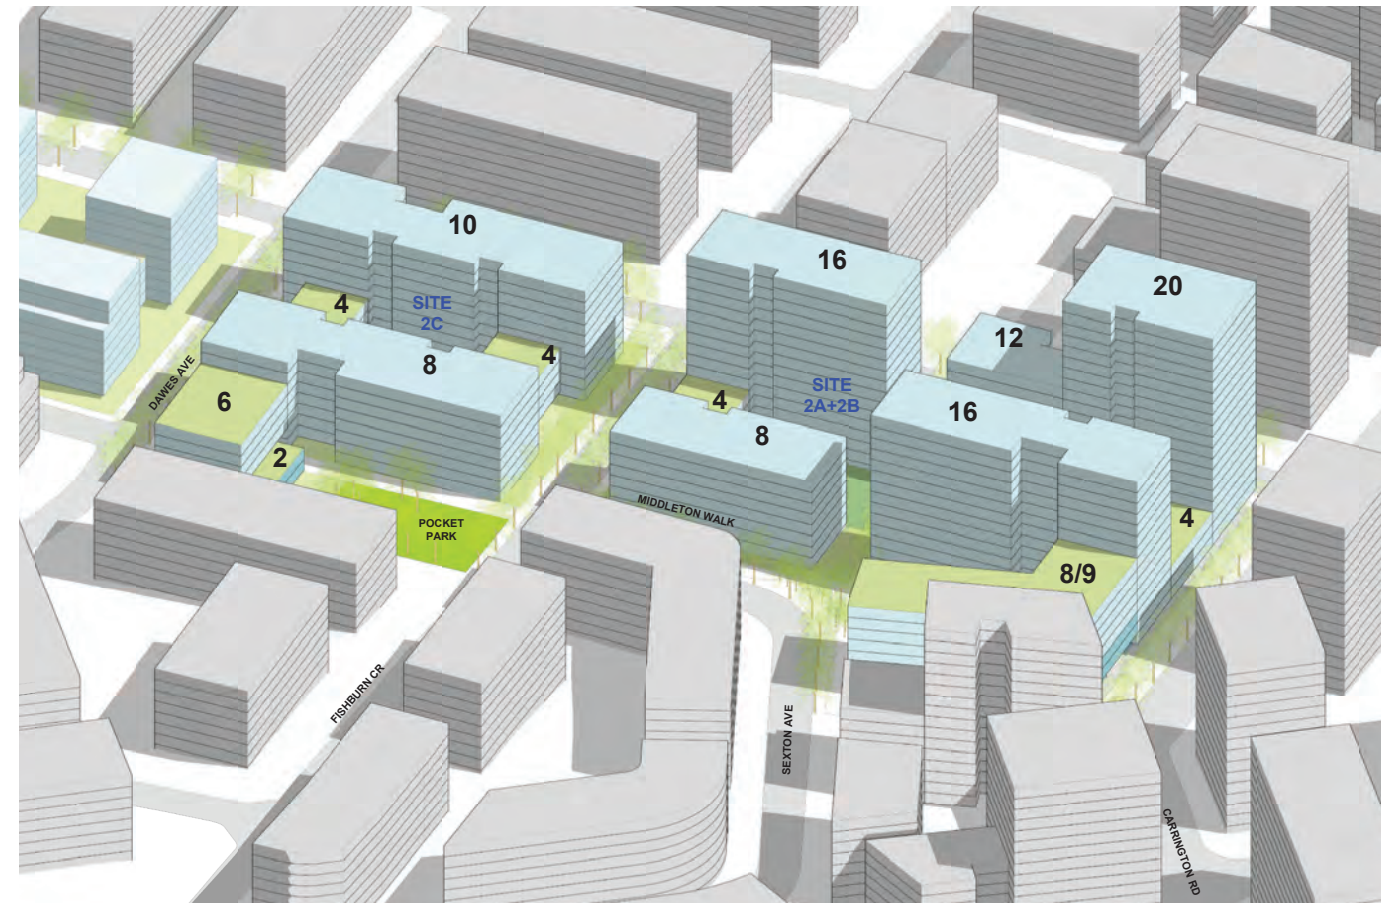 10
16
20
4
SITE
2C
12
4
8
DAWES AVE
6
SITE
2A+2B
4
16
8
2
MIDDLETON WALK
POCKET
PARK
4
8/9
FISHBURN CR
SEXTON AVE
CARRINGTON RD